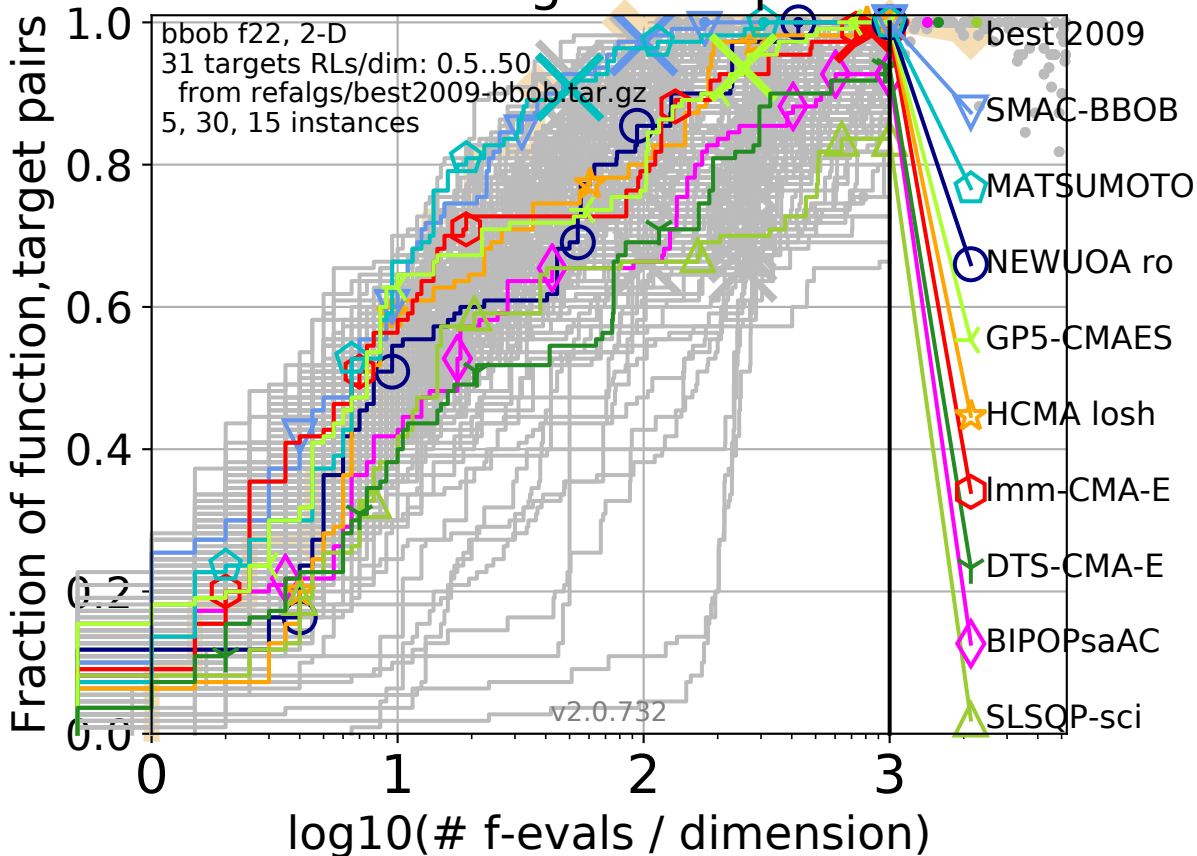 bbob f22, 2-D
31 targets RLs/dim: 0.5..50
from refalgs/best2009-bbob.tar.gz
5, 30, 15 instances
Fraction of function,target pairs
1.0
0.8
0.6
0.4
0.2
0.0
0
1
2
3
log10(# f-evals / dimension)
v2.0.732
best 2009
SMAC-BBOB
MATSUMOTO
NEWUOA ro
GP5-CMAES
HCMA losh
lmm-CMA-E
DTS-CMA-E
BIPOPsaAC
SLSQP-sci